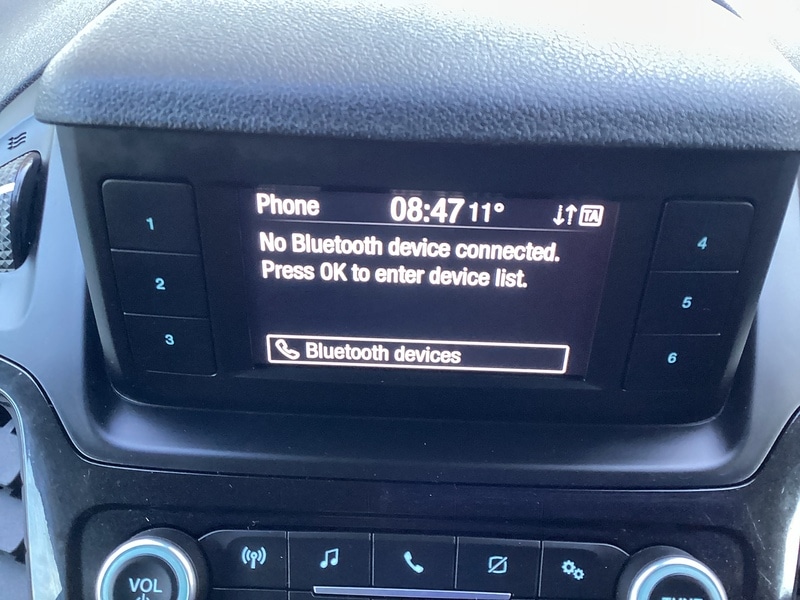 Phone 08:47 11° TA
No Bluetooth device connected.
Press OK to enter device list.
Bluetooth devices
1
2
3
4
5
6
VOL
TUNE